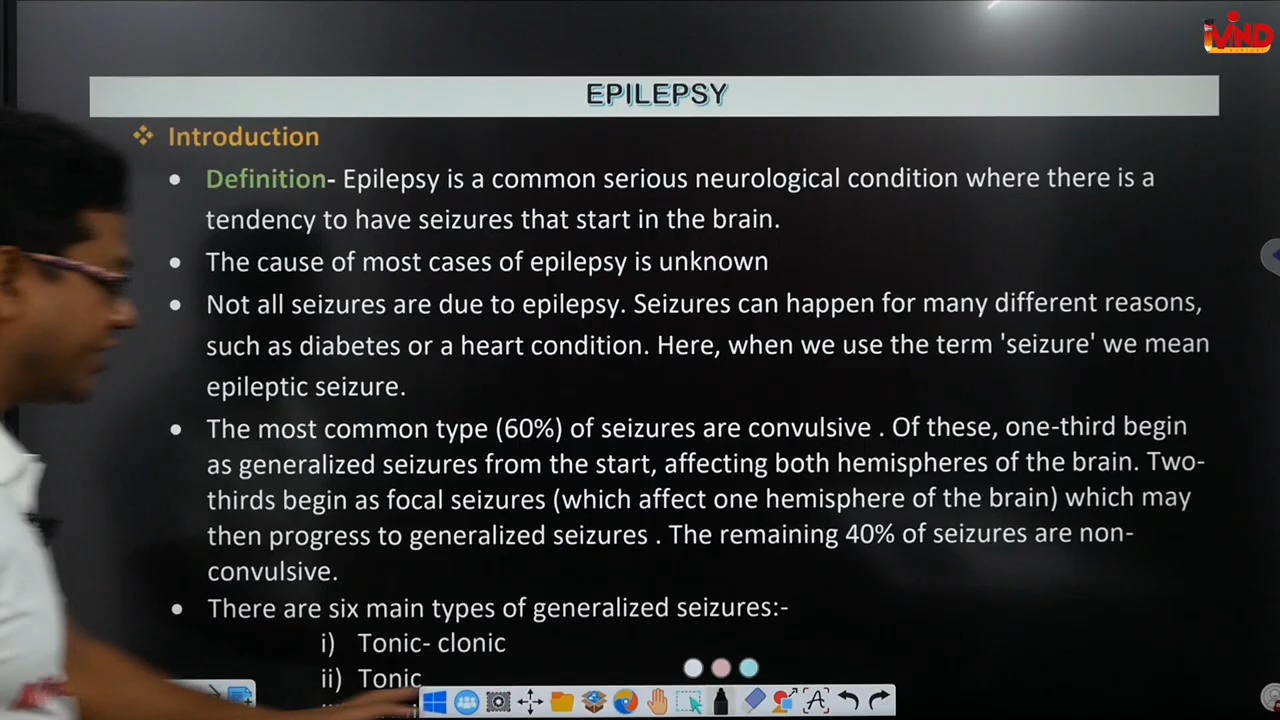 iMIND
EPILEPSY
Introduction
Definition- Epilepsy is a common serious neurological condition where there is a
tendency to have seizures that start in the brain.
The cause of most cases of epilepsy is unknown
Not all seizures are due to epilepsy. Seizures can happen for many different reasons,
such as diabetes or a heart condition. Here, when we use the term 'seizure' we mean
epileptic seizure.
The most common type (60%) of seizures are convulsive . Of these, one-third begin
as generalized seizures from the start, affecting both hemispheres of the brain. Two-
thirds begin as focal seizures (which affect one hemisphere of the brain) which may
then progress to generalized seizures . The remaining 40% of seizures are non-
convulsive.
There are six main types of generalized seizures:-
i) Tonic- clonic
ii) Tonic